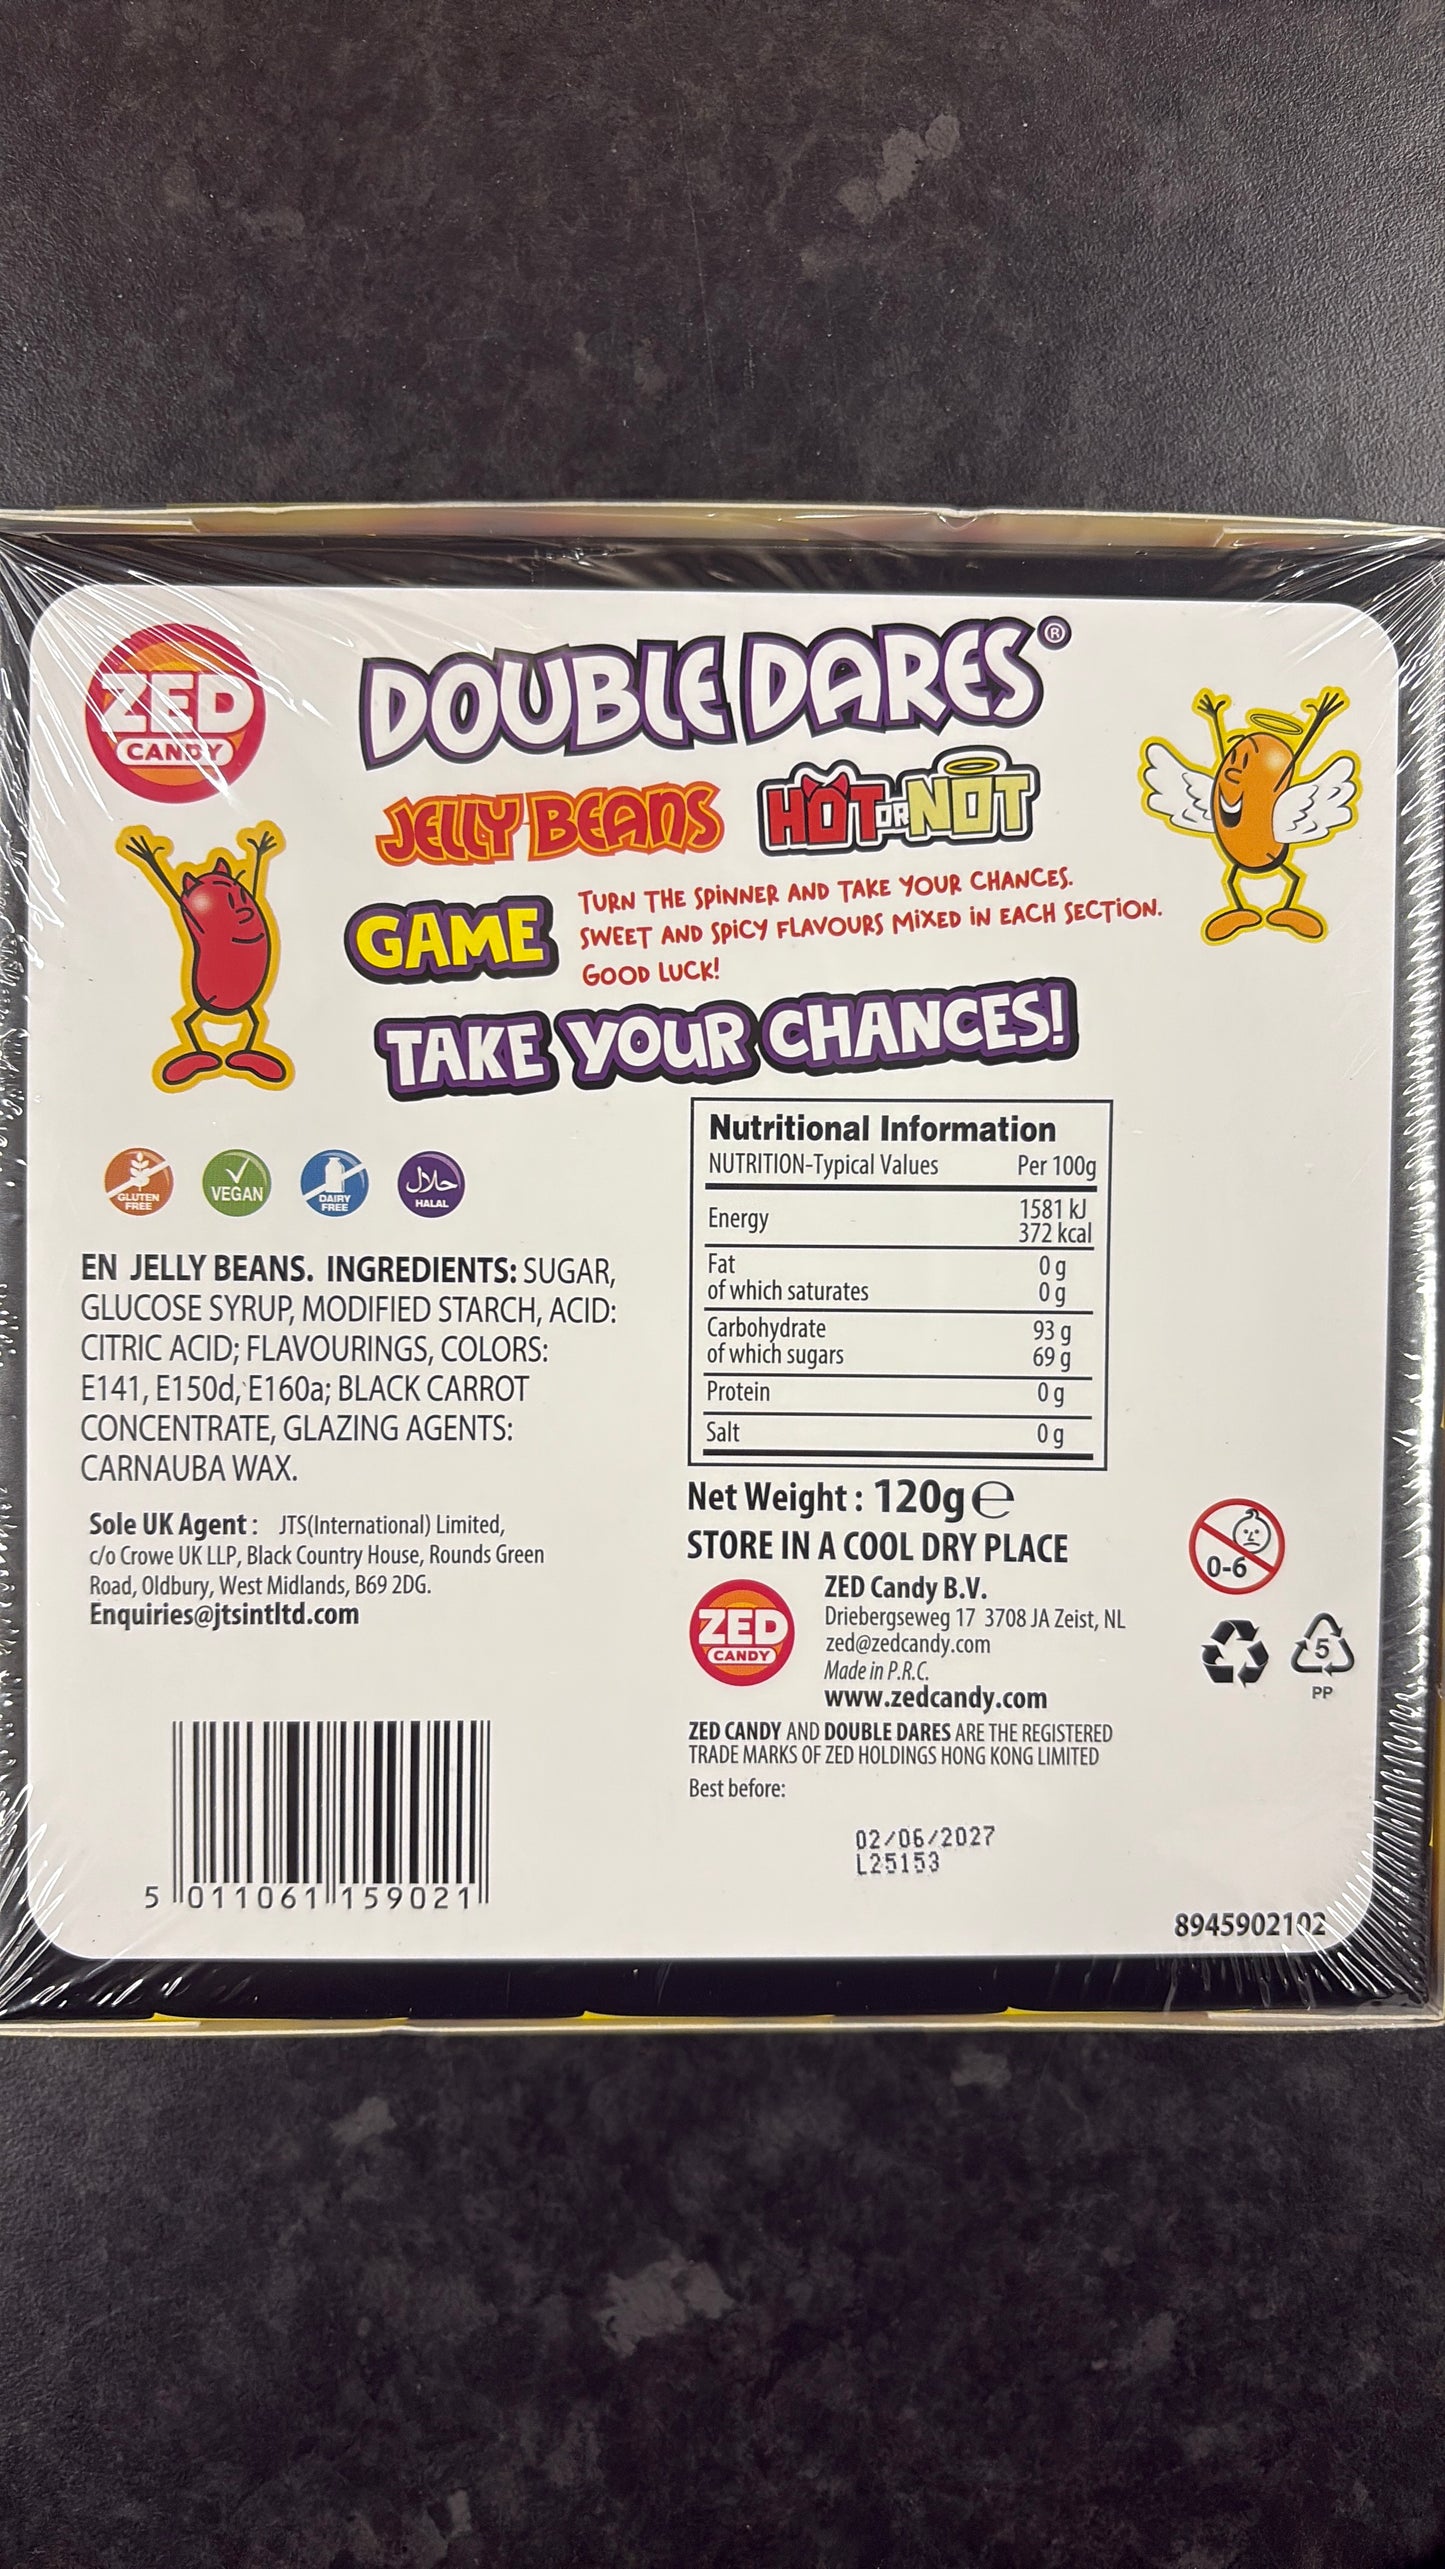 ZED
CANDY
DOUBLE DARES®
JELLY BEANS HOT OR NOT
GAME
TURN THE SPINNER AND TAKE YOUR CHANCES.
SWEET AND SPICY FLAVOURS MIXED IN EACH SECTION.
GOOD LUCK!
TAKE YOUR CHANCES!
GLUTEN
FREE
VEGAN
DAIRY
FREE
حلال
HALAL
EN JELLY BEANS. INGREDIENTS: SUGAR,
GLUCOSE SYRUP, MODIFIED STARCH, ACID:
CITRIC ACID; FLAVOURINGS, COLORS:
E141, E150d, E160a; BLACK CARROT
CONCENTRATE, GLAZING AGENTS:
CARNAUBA WAX.
Sole UK Agent: JTS(International) Limited,
c/o Crowe UK LLP, Black Country House, Rounds Green
Road, Oldbury, West Midlands, B69 2DG.
Enquiries@jtsintltd.com
5 011061 159021
Nutritional Information
NUTRITION-Typical Values Per 100g
Energy 1581 kJ
372 kcal
Fat 0 g
of which saturates 0 g
Carbohydrate 93 g
of which sugars 69 g
Protein 0 g
Salt 0 g
Net Weight: 120g ℮
STORE IN A COOL DRY PLACE
ZED
CANDY
ZED Candy B.V.
Driebergseweg 17 3708 JA Zeist, NL
zed@zedcandy.com
Made in P.R.C.
www.zedcandy.com
ZED CANDY AND DOUBLE DARES ARE THE REGISTERED
TRADE MARKS OF ZED HOLDINGS HONG KONG LIMITED
Best before:
02/06/2027
L25153
0-6
5
PP
8945902102